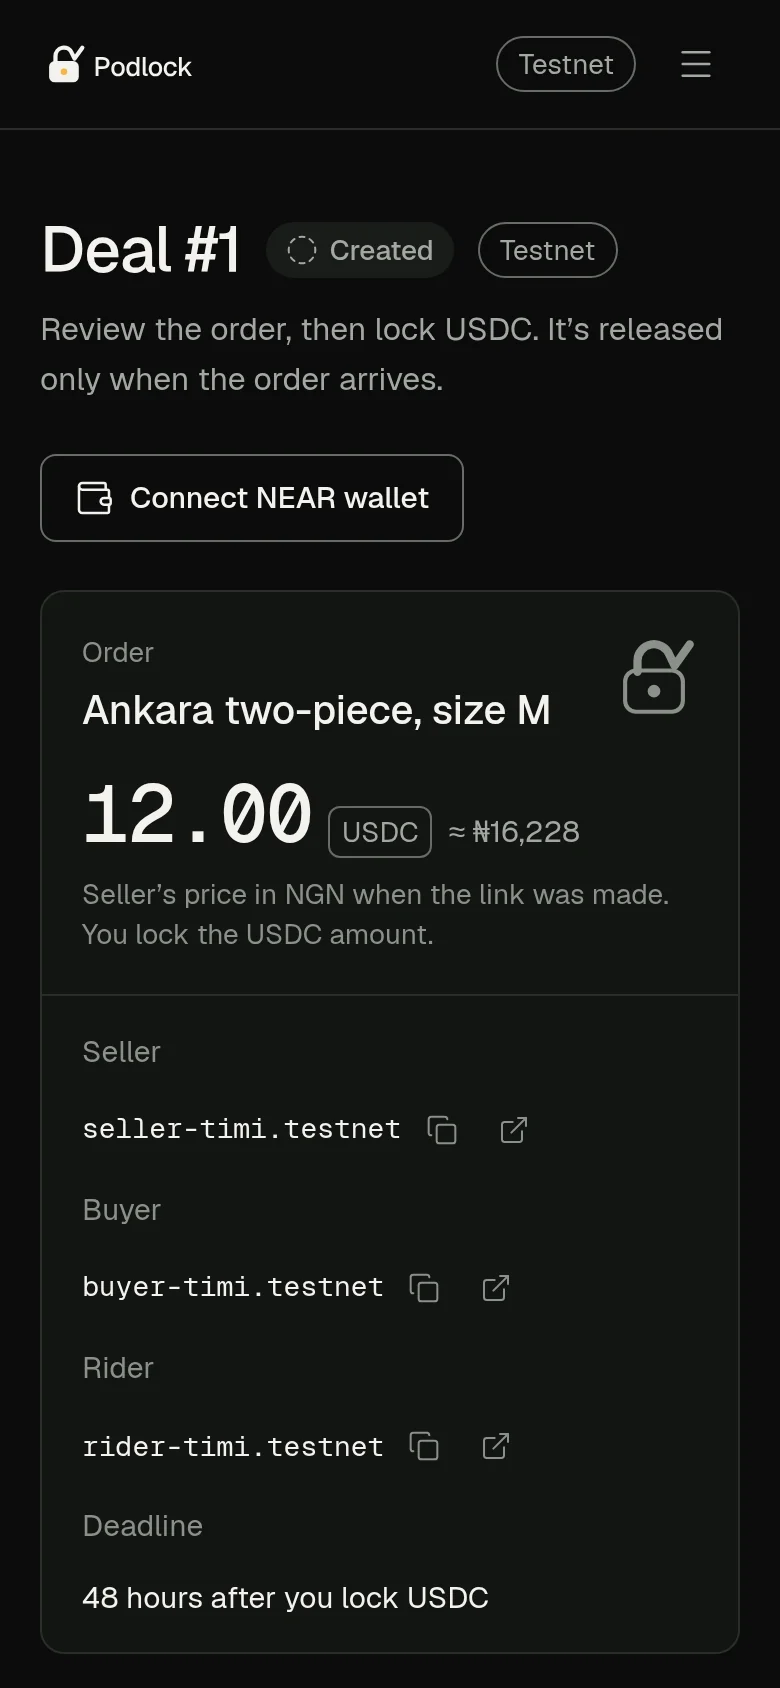 Podlock
Testnet
Deal #1
Created
Testnet
Review the order, then lock USDC. It’s released
only when the order arrives.
Connect NEAR wallet
Order
Ankara two-piece, size M
12.00 USDC ≈ ₦16,228
Seller’s price in NGN when the link was made.
You lock the USDC amount.
Seller
seller-timi.testnet
Buyer
buyer-timi.testnet
Rider
rider-timi.testnet
Deadline
48 hours after you lock USDC